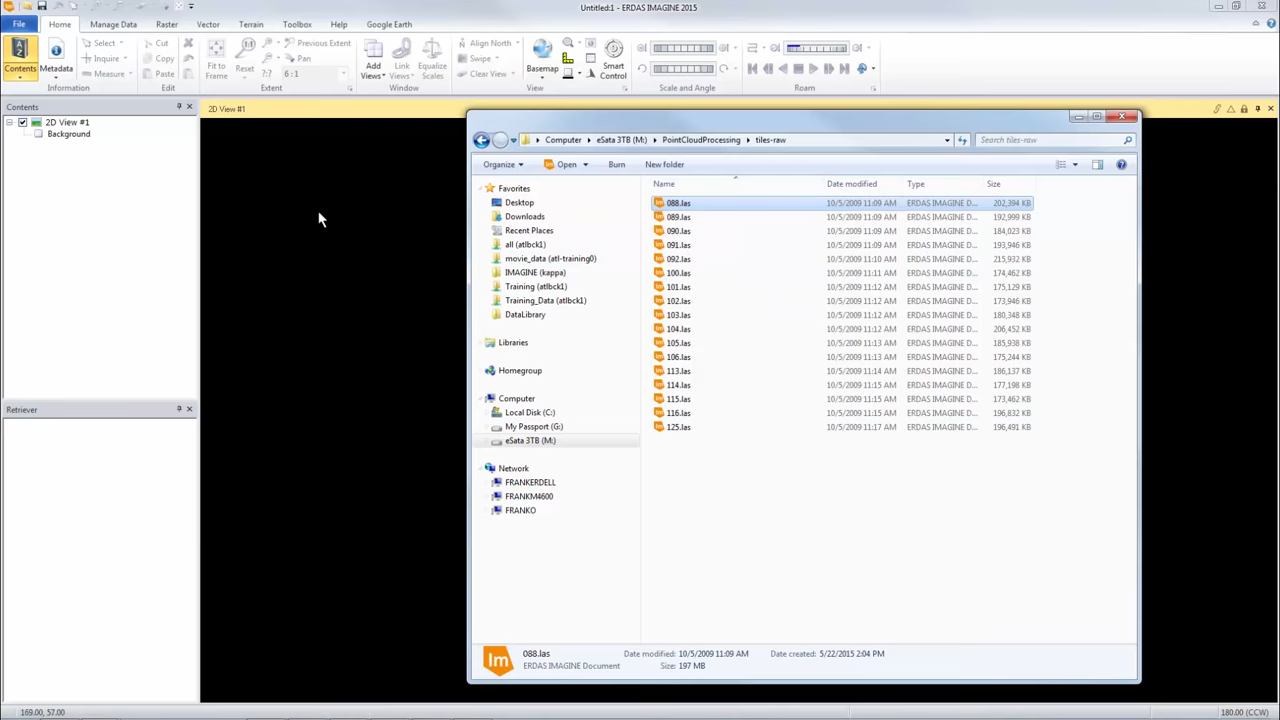 Untitled:1 - ERDAS IMAGINE 2015
File Home Manage Data Raster Vector Terrain Toolbox Help Google Earth
Contents
Metadata
Select
Inquire
Measure
Information
Cut
Copy
Paste
Edit
Fit to Frame
Reset
Previous Extent
Pan
6:1
Extent
Add Views
Link Views
Equalize Scales
Window
Align North
Swipe
Clear View
Basemap
Smart Control
View
Scale and Angle
Roam
Contents
2D View #1
Background
Retriever
2D View #1
Computer eSata 3TB (M:) PointCloudProcessing tiles-raw
Search tiles-raw
Organize Open Burn New folder
Favorites
Desktop
Downloads
Recent Places
all (atlbck1)
movie_data (atl-training0)
IMAGINE (kappa)
Training (atlbck1)
Training_Data (atlbck1)
DataLibrary
Libraries
Homegroup
Computer
Local Disk (C:)
My Passport (G:)
eSata 3TB (M:)
Network
FRANKERDELL
FRANKM4600
FRANKO
Name Date modified Type Size
088.las 10/5/2009 11:09 AM ERDAS IMAGINE D... 202,394 KB
089.las 10/5/2009 11:09 AM ERDAS IMAGINE D... 192,999 KB
090.las 10/5/2009 11:09 AM ERDAS IMAGINE D... 184,023 KB
091.las 10/5/2009 11:09 AM ERDAS IMAGINE D... 193,946 KB
092.las 10/5/2009 11:10 AM ERDAS IMAGINE D... 215,932 KB
100.las 10/5/2009 11:11 AM ERDAS IMAGINE D... 174,462 KB
101.las 10/5/2009 11:12 AM ERDAS IMAGINE D... 175,129 KB
102.las 10/5/2009 11:12 AM ERDAS IMAGINE D... 173,946 KB
103.las 10/5/2009 11:12 AM ERDAS IMAGINE D... 180,348 KB
104.las 10/5/2009 11:12 AM ERDAS IMAGINE D... 206,452 KB
105.las 10/5/2009 11:13 AM ERDAS IMAGINE D... 185,938 KB
106.las 10/5/2009 11:13 AM ERDAS IMAGINE D... 175,244 KB
113.las 10/5/2009 11:14 AM ERDAS IMAGINE D... 186,137 KB
114.las 10/5/2009 11:15 AM ERDAS IMAGINE D... 177,198 KB
115.las 10/5/2009 11:15 AM ERDAS IMAGINE D... 173,462 KB
116.las 10/5/2009 11:15 AM ERDAS IMAGINE D... 196,832 KB
125.las 10/5/2009 11:17 AM ERDAS IMAGINE D... 196,491 KB
Im
088.las Date modified: 10/5/2009 11:09 AM Date created: 5/22/2015 2:04 PM
ERDAS IMAGINE Document Size: 197 MB
169.00, 57.00
180.00 (CCW)